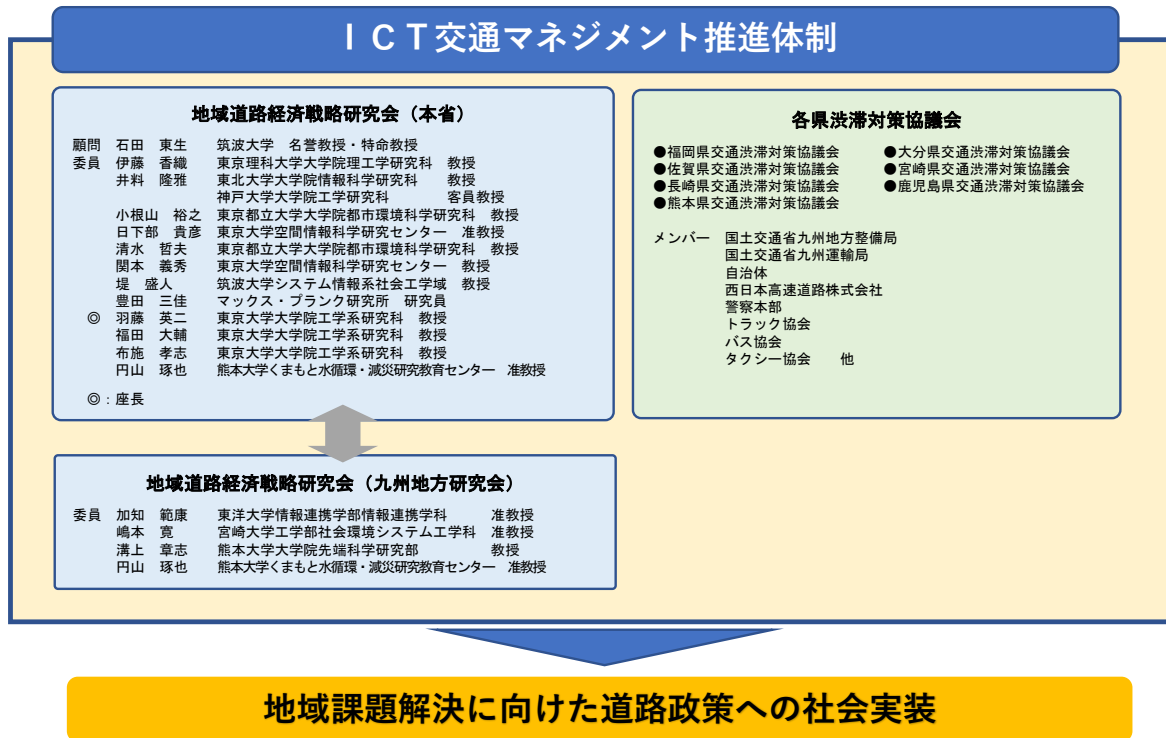 ＩＣＴ交通マネジメント推進体制
地域道路経済戦略研究会（本省）
顧問 石田 東生 筑波大学 名誉教授・特命教授
委員 伊藤 香織 東京理科大学大学院理工学研究科 教授
井料 隆雅 東北大学大学院情報科学研究科 教授
神戸大学大学院工学研究科 客員教授
小根山 裕之 東京都立大学大学院都市環境科学研究科 教授
日下部 貴彦 東京大学空間情報科学研究センター 准教授
清水 哲夫 東京都立大学大学院都市環境科学研究科 教授
関本 義秀 東京大学空間情報科学研究センター 教授
堤 盛人 筑波大学システム情報系社会工学域 教授
豊田 三佳 マックス・プランク研究所 研究員
◎ 羽藤 英二 東京大学大学院工学系研究科 教授
福田 大輔 東京大学大学院工学系研究科 教授
布施 孝志 東京大学大学院工学系研究科 教授
円山 琢也 熊本大学くまもと水循環・減災研究教育センター 准教授
◎：座長
地域道路経済戦略研究会（九州地方研究会）
委員 加知 範康 東洋大学情報連携学部情報連携学科 准教授
嶋本 寛 宮崎大学工学部社会環境システム工学科 准教授
溝上 章志 熊本大学大学院先端科学研究部 教授
円山 琢也 熊本大学くまもと水循環・減災研究教育センター 准教授
各県渋滞対策協議会
●福岡県交通渋滞対策協議会 ●大分県交通渋滞対策協議会
●佐賀県交通渋滞対策協議会 ●宮崎県交通渋滞対策協議会
●長崎県交通渋滞対策協議会 ●鹿児島県交通渋滞対策協議会
●熊本県交通渋滞対策協議会
メンバー 国土交通省九州地方整備局
国土交通省九州運輸局
自治体
西日本高速道路株式会社
警察本部
トラック協会
バス協会
タクシー協会 他
地域課題解決に向けた道路政策への社会実装